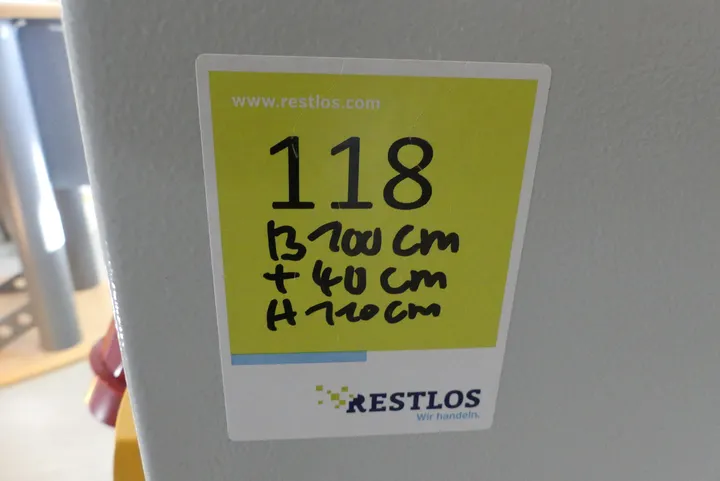 www.restlos.com
118
B 100 cm
+ 40 cm
H 110 cm
RESTLOS
Wir handeln.